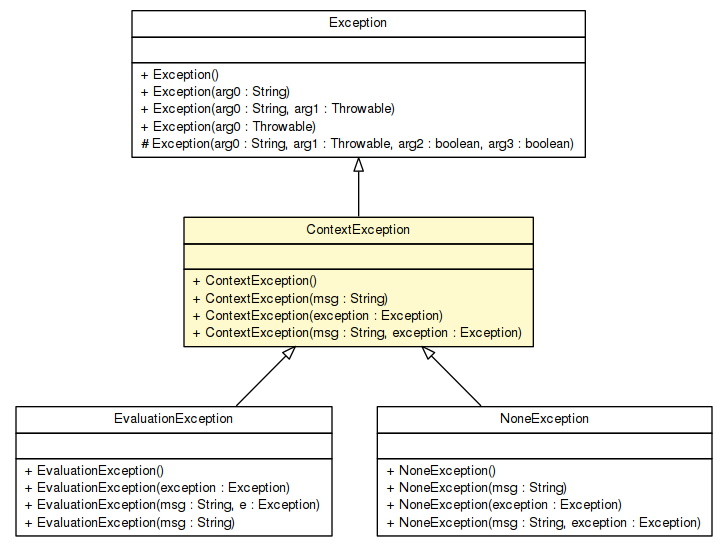 Exception
+ Exception()
+ Exception(arg0 : String)
+ Exception(arg0 : String, arg1 : Throwable)
+ Exception(arg0 : Throwable)
# Exception(arg0 : String, arg1 : Throwable, arg2 : boolean, arg3 : boolean)
ContextException
+ ContextException()
+ ContextException(msg : String)
+ ContextException(exception : Exception)
+ ContextException(msg : String, exception : Exception)
EvaluationException
+ EvaluationException()
+ EvaluationException(exception : Exception)
+ EvaluationException(msg : String, e : Exception)
+ EvaluationException(msg : String)
NoneException
+ NoneException()
+ NoneException(msg : String)
+ NoneException(exception : Exception)
+ NoneException(msg : String, exception : Exception)